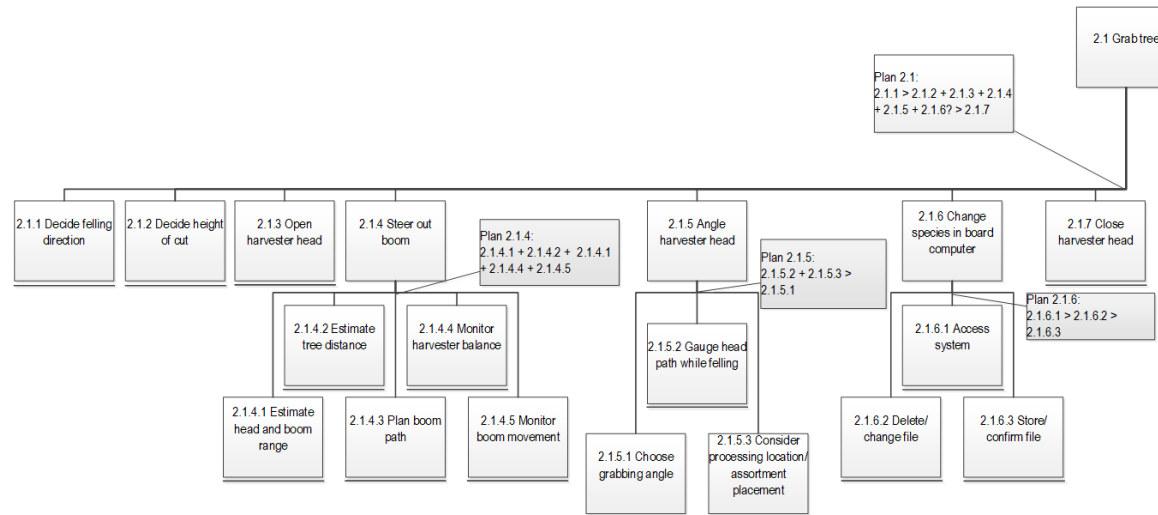 2.1 Grab tree
Plan 2.1:
2.1.1 > 2.1.2 + 2.1.3 + 2.1.4
+ 2.1.5 + 2.1.6? > 2.1.7
2.1.1 Decide felling
direction
2.1.2 Decide height
of cut
2.1.3 Open
harvester head
2.1.4 Steer out
boom
2.1.5 Angle
harvester head
2.1.6 Change
species in board
computer
2.1.7 Close
harvester head
Plan 2.1.4:
2.1.4.1 + 2.1.4.2 + 2.1.4.1
+ 2.1.4.4 + 2.1.4.5
Plan 2.1.5:
2.1.5.2 + 2.1.5.3 >
2.1.5.1
Plan 2.1.6:
2.1.6.1 > 2.1.6.2 >
2.1.6.3
2.1.4.2 Estimate
tree distance
2.1.4.4 Monitor
harvester balance
2.1.5.2 Gauge head
path while felling
2.1.6.1 Access
system
2.1.4.1 Estimate
head and boom
range
2.1.4.3 Plan boom
path
2.1.4.5 Monitor
boom movement
2.1.5.1 Choose
grabbing angle
2.1.5.3 Consider
processing location/
assortment
placement
2.1.6.2 Delete/
change file
2.1.6.3 Store/
confirm file